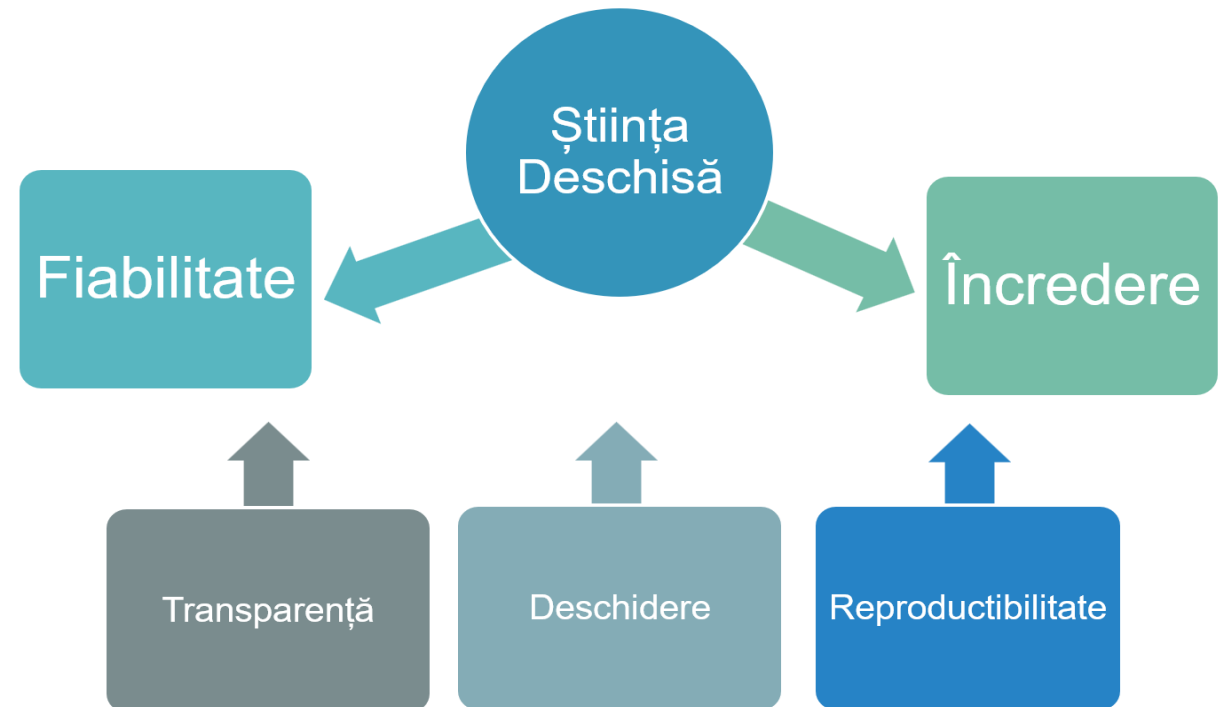 Știința
Deschisă
Fiabilitate
Încredere
Transparență
Deschidere
Reproductibilitate